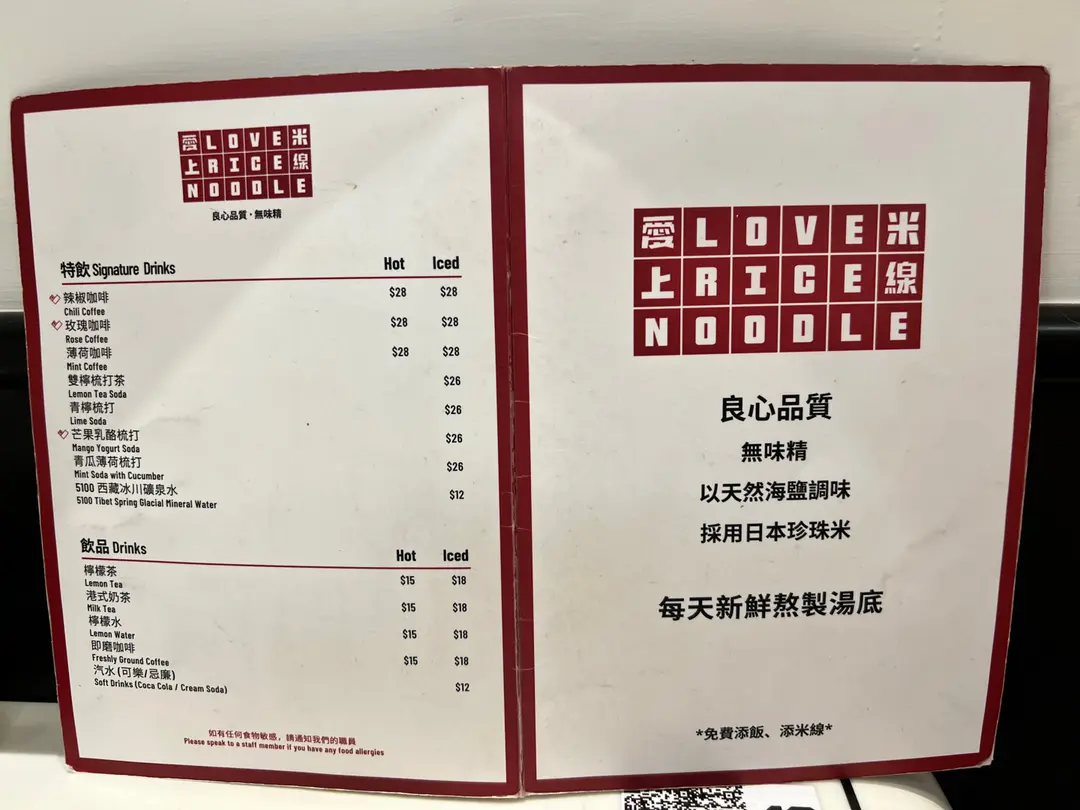 愛LOVE米
上RICE線
NOODLE
良心品質·無味精
特飲 Signature Drinks Hot Iced
辣椒咖啡 $28 $28
Chili Coffee
玫瑰咖啡 $28 $28
Rose Coffee
薄荷咖啡 $28 $28
Mint Coffee
雙檸梳打茶 $26
Lemon Tea Soda
青檸梳打 $26
Lime Soda
芒果乳酪梳打 $26
Mango Yogurt Soda
青瓜薄荷梳打 $26
Mint Soda with Cucumber
5100 西藏冰川礦泉水 $12
5100 Tibet Spring Glacial Mineral Water
飲品 Drinks Hot Iced
檸檬茶 $15 $18
Lemon Tea
港式奶茶 $15 $18
Milk Tea
檸檬水 $15 $18
Lemon Water
即磨咖啡 $15 $18
Freshly Ground Coffee
汽水 (可樂/忌廉) $12
Soft Drinks (Coca Cola / Cream Soda)
如有任何食物敏感，請通知我們的職員
Please speak to a staff member if you have any food allergies
愛LOVE米
上RICE線
NOODLE
良心品質
無味精
以天然海鹽調味
採用日本珍珠米
每天新鮮熬製湯底
*免費添飯、添米線*